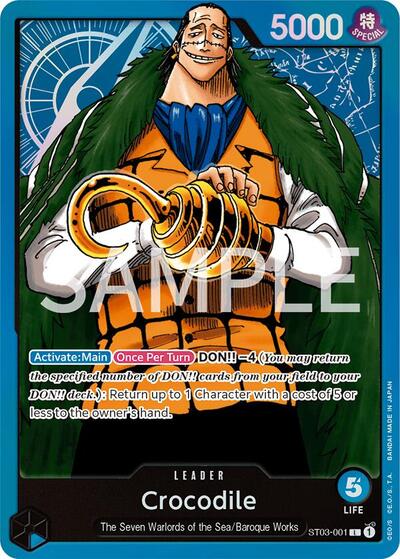 5000 特
SPECIAL
SAMPLE
Activate:Main Once Per Turn DON!! −4 (You may return
the specified number of DON!! cards from your field to your
DON!! deck.): Return up to 1 Character with a cost of 5 or
less to the owner's hand.
LEADER
Crocodile
5
LIFE
The Seven Warlords of the Sea/Baroque Works
ST03-001 L 1
©E.O/S ©E.O./S., T.A. BANDAI MADE IN JAPAN